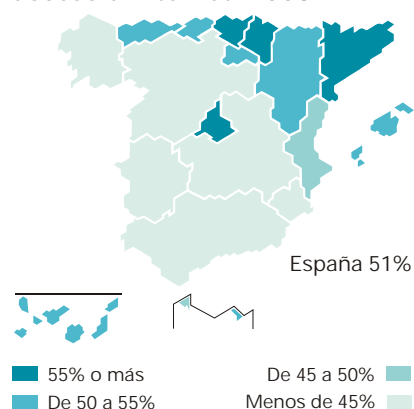 España 51%
55% o más
De 45 a 50%
De 50 a 55%
Menos de 45%